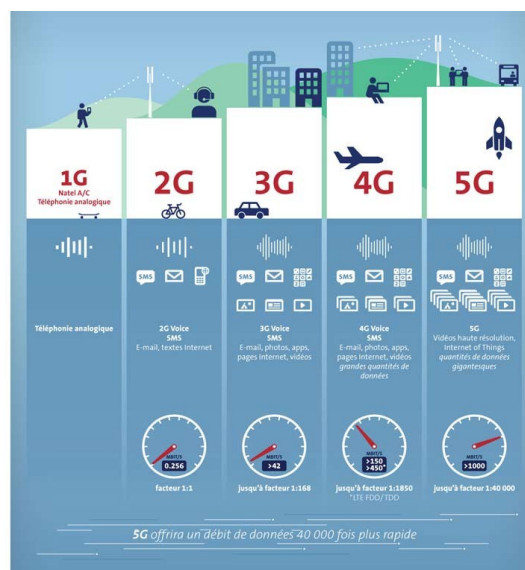 1G
Natel A/C
Téléphonie analogique
2G
3G
4G
5G
SMS
SMS
SMS
SMS
Téléphonie analogique
2G Voice
SMS
E-mail, textes Internet
3G Voice
SMS
E-mail, photos, apps,
pages Internet, vidéos
4G Voice
SMS
E-mail, photos, apps,
pages Internet, vidéos
grandes quantités de
données
5G
Vidéos haute résolution,
Internet of Things
quantités de données
gigantesques
MBIT/S
0.256
facteur 1:1
MBIT/S
>42
jusqu'à facteur 1:168
MBIT/S
>150
>450*
jusqu'à facteur 1:1850
*LTE FDD/ TDD
MBIT/S
>1000
jusqu'à facteur 1:40 000
5G offrira un débit de données 40 000 fois plus rapide